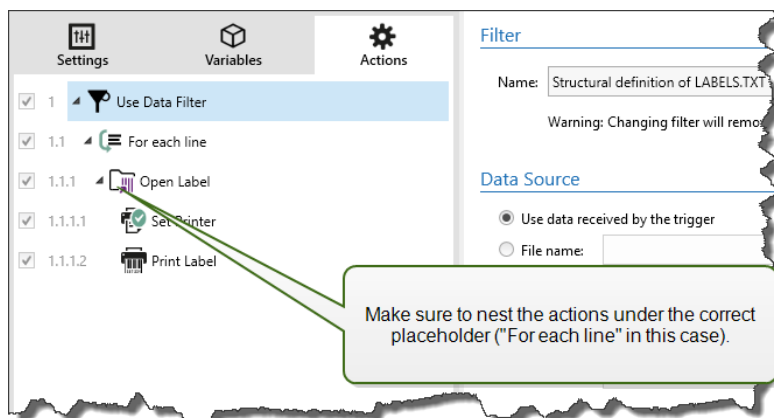 Settings
Variables
Actions
1 Use Data Filter
1.1 For each line
1.1.1 Open Label
1.1.1.1 Set Printer
1.1.1.2 Print Label
Filter
Name: Structural definition of LABELS.TXT
Warning: Changing filter will remo
Data Source
Use data received by the trigger
File name:
Make sure to nest the actions under the correct
placeholder ("For each line" in this case).